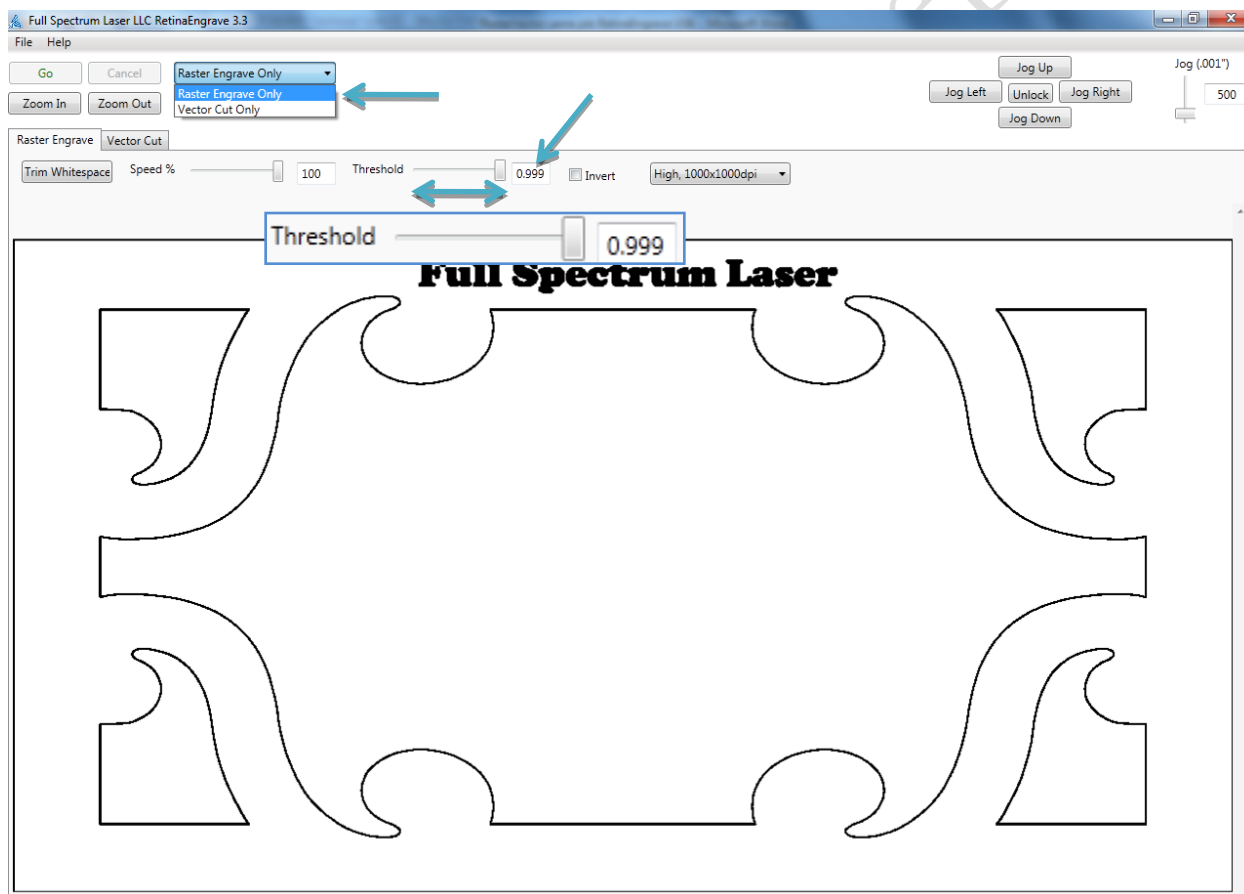 Full Spectrum Laser LLC RetinaEngrave 3.3
File Help
Go Cancel Raster Engrave Only
Raster Engrave Only
Zoom In Zoom Out Vector Cut Only
Jog Up Jog (.001")
Jog Left Unlock Jog Right 500
Jog Down
Raster Engrave Vector Cut
Trim Whitespace Speed % 100 Threshold 0.999 Invert High, 1000x1000dpi
Threshold 0.999
Full Spectrum Laser